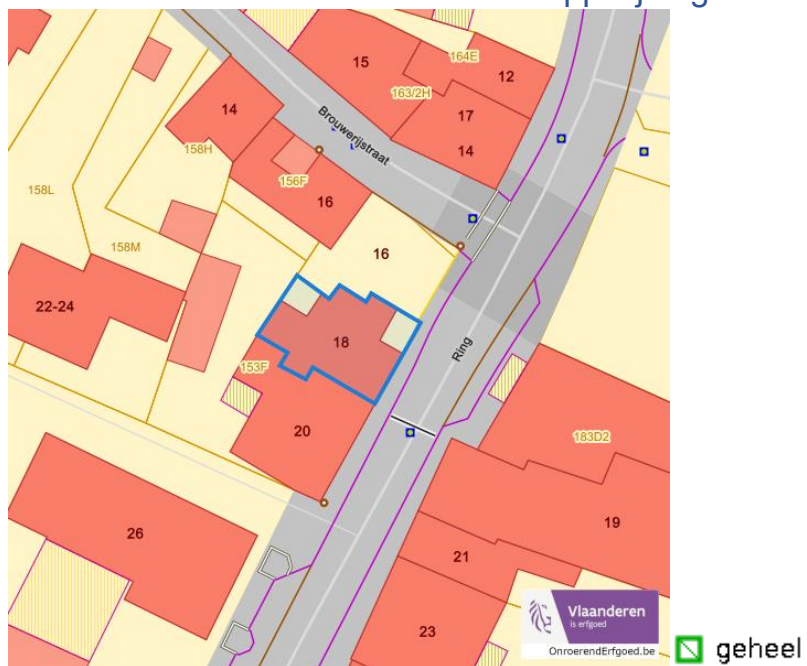 15
164E
12
163/2H
17
14
14
Brouwerijstraat
158H
156F
158L
16
158M
16
22-24
18
Ring
153F
20
183D2
26
19
21
23
Vlaanderen
is erfgoed
OnroerendErfgoed.be
geheel